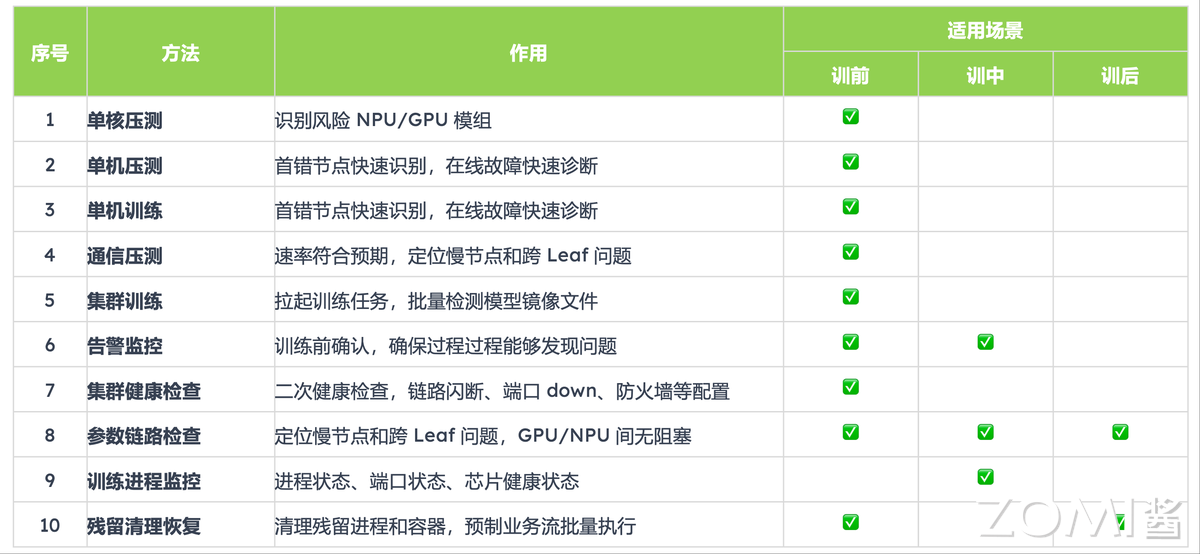 序号 方法 作用 适用场景
训前 训中 训后
1 单核压测 识别风险 NPU/GPU 模组 ✅
2 单机压测 首错节点快速识别，在线故障快速诊断 ✅
3 单机训练 首错节点快速识别，在线故障快速诊断 ✅
4 通信压测 速率符合预期，定位慢节点和跨 Leaf 问题 ✅
5 集群训练 拉起训练任务，批量检测模型镜像文件 ✅
6 告警监控 训练前确认，确保过程过程能够发现问题 ✅ ✅
7 集群健康检查 二次健康检查，链路闪断、端口 down、防火墙等配置 ✅
8 参数链路检查 定位慢节点和跨 Leaf 问题，GPU/NPU 间无阻塞 ✅ ✅ ✅
9 训练进程监控 进程状态、端口状态、芯片健康状态 ✅
10 残留清理恢复 清理残留进程和容器，预制业务流批量执行 ✅ ✅
ZOMI酱